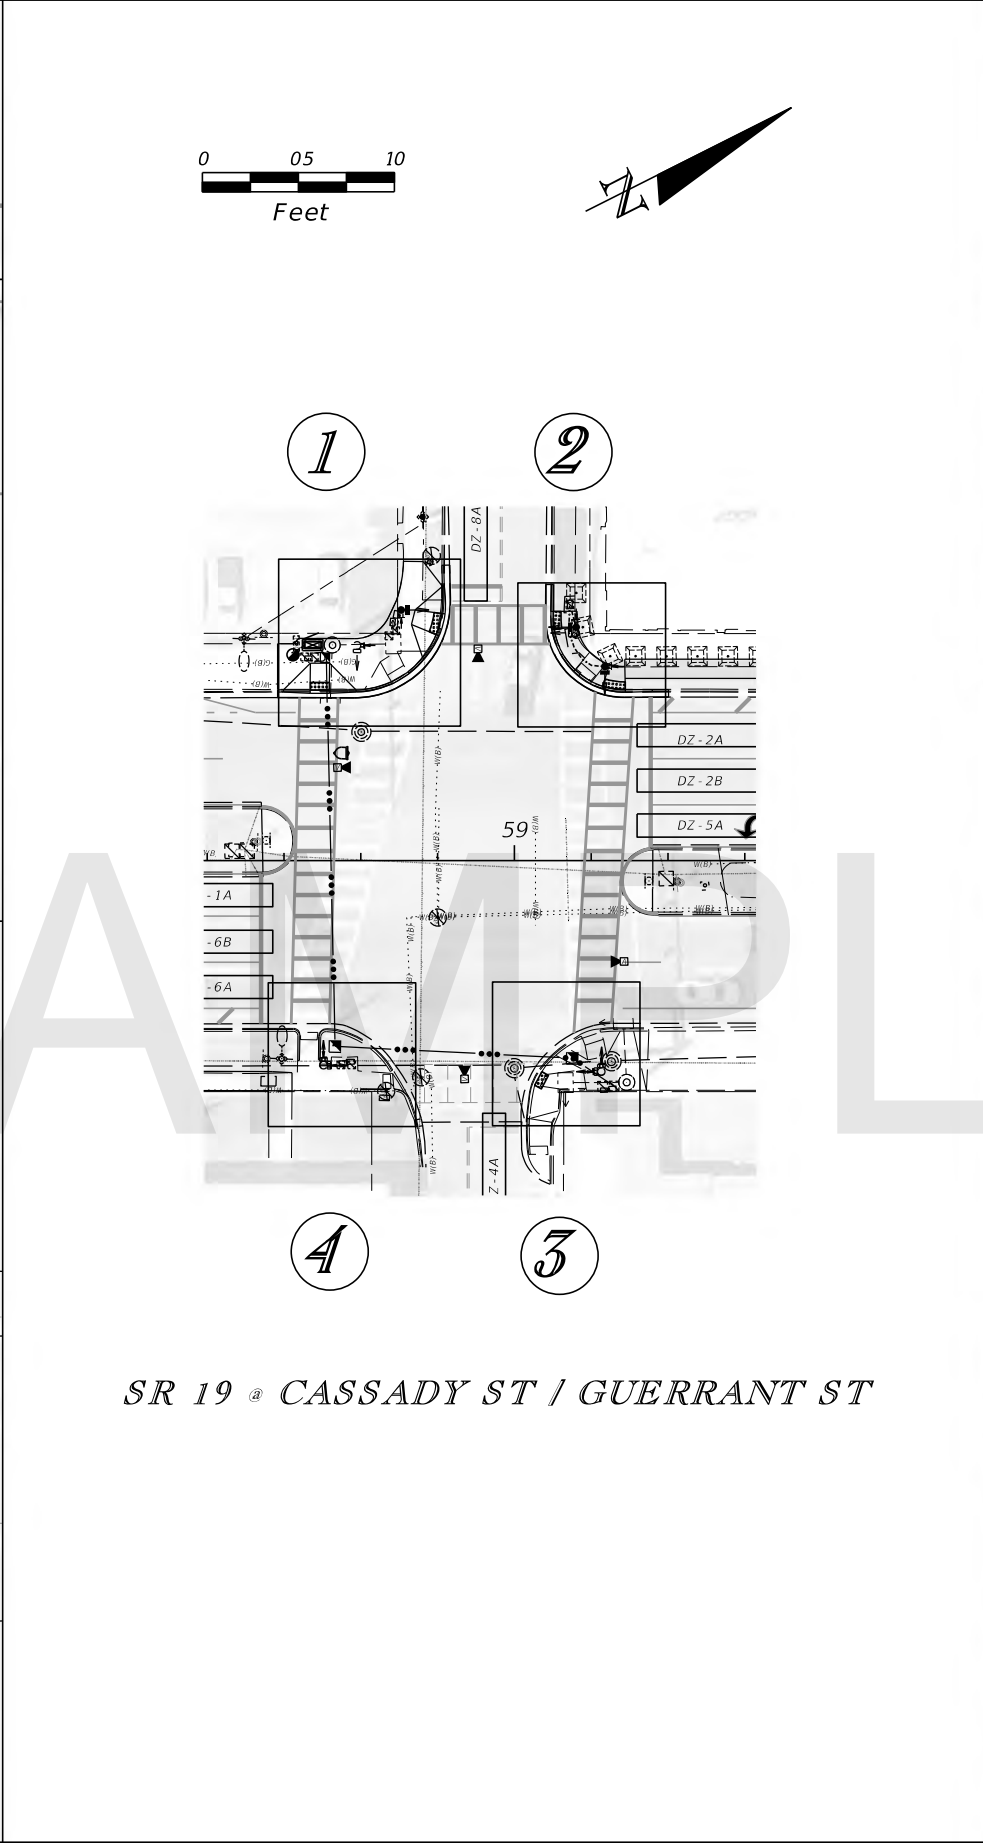 0 05 10
Feet
N
1 2
DZ-8A
DZ-2A
DZ-2B
59
DZ-5A
-1A
-6B
-6A
Z-4A
W(B)
G(B)
AMPL
4 3
SR 19 @ CASSADY ST / GUERRANT ST